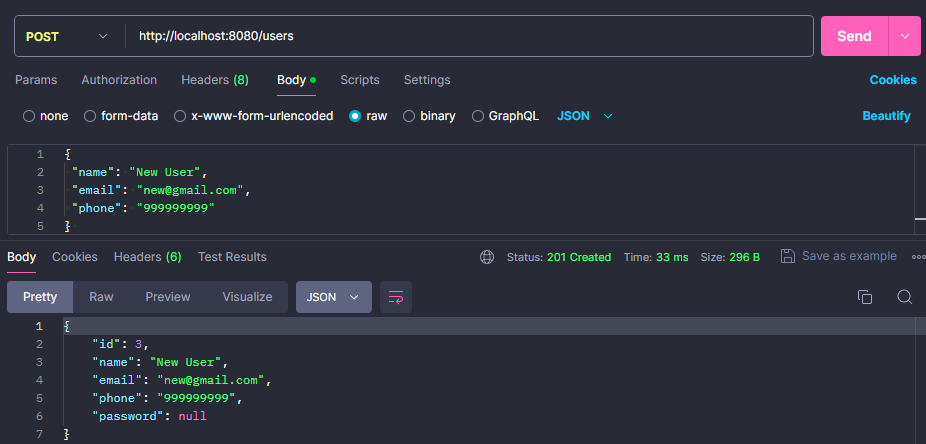 POST http://localhost:8080/users Send
Params Authorization Headers (8) Body Scripts Settings Cookies
none form-data x-www-form-urlencoded raw binary GraphQL JSON Beautify
1 {
2 "name": "New User",
3 "email": "new@gmail.com",
4 "phone": "999999999"
5 }
Body Cookies Headers (6) Test Results Status: 201 Created Time: 33 ms Size: 296 B Save as example
Pretty Raw Preview Visualize JSON
1 {
2 "id": 3,
3 "name": "New User",
4 "email": "new@gmail.com",
5 "phone": "999999999",
6 "password": null
7 }